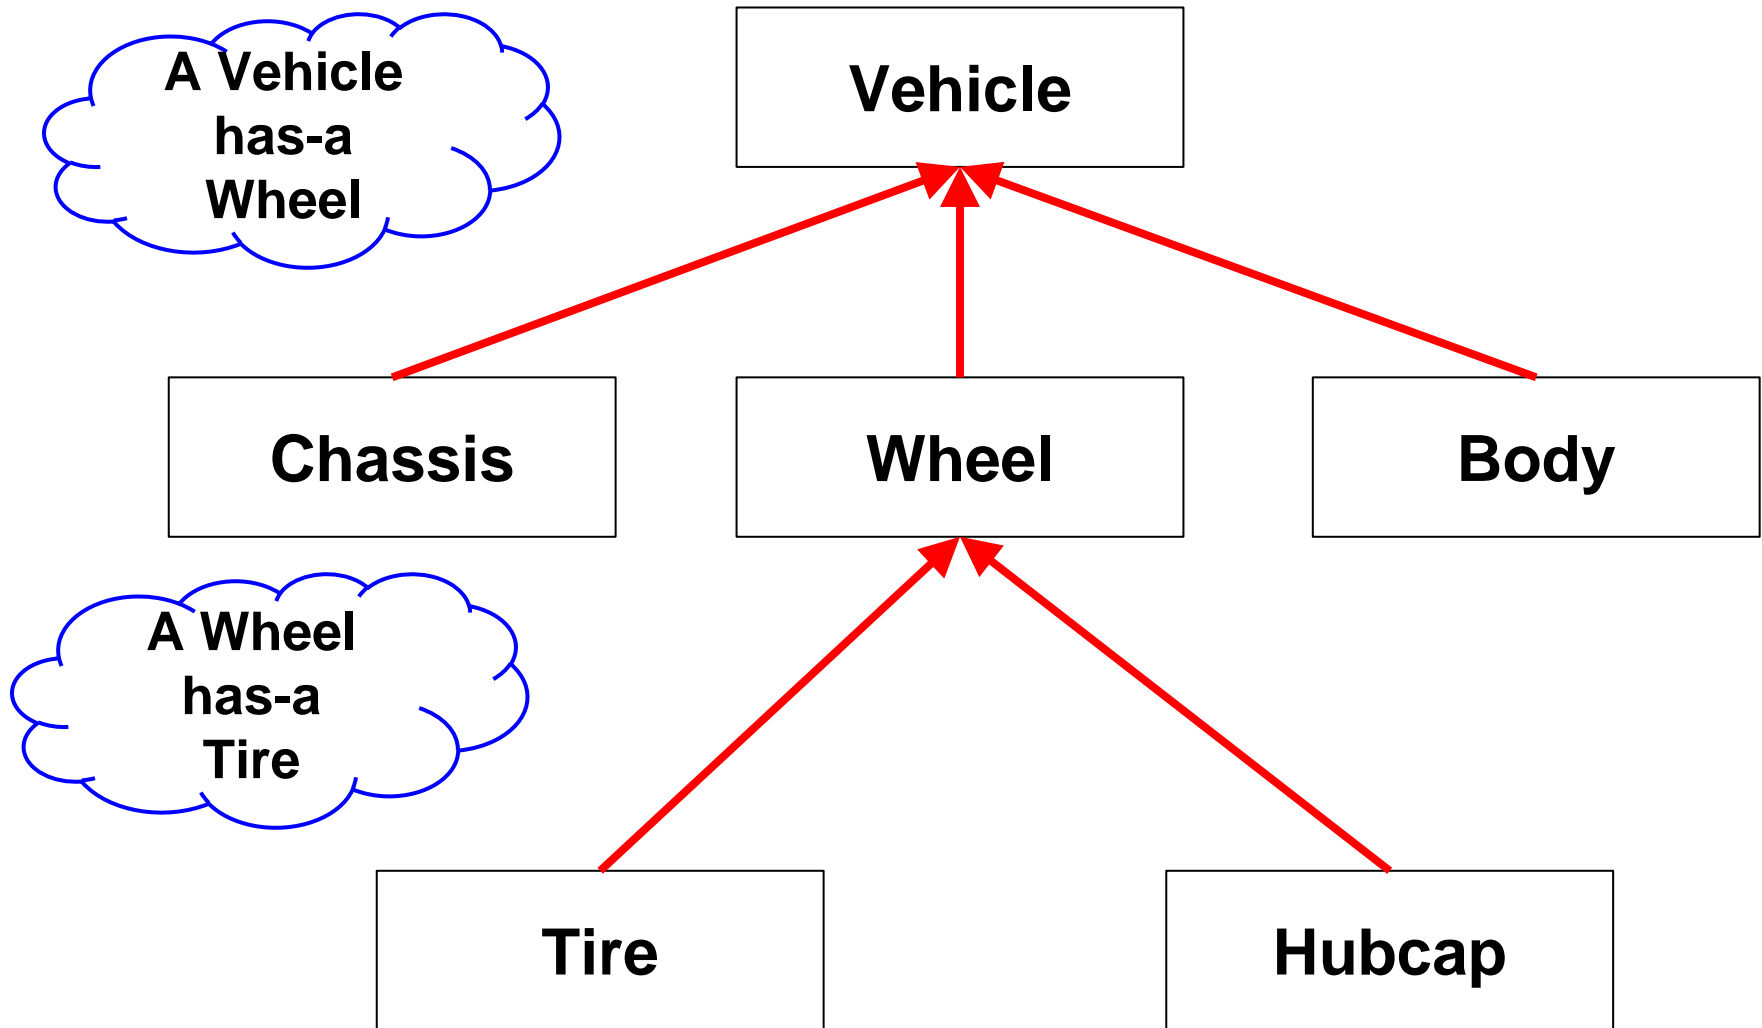 A Vehicle
has-a
Wheel
Vehicle
Chassis
Wheel
Body
A Wheel
has-a
Tire
Tire
Hubcap